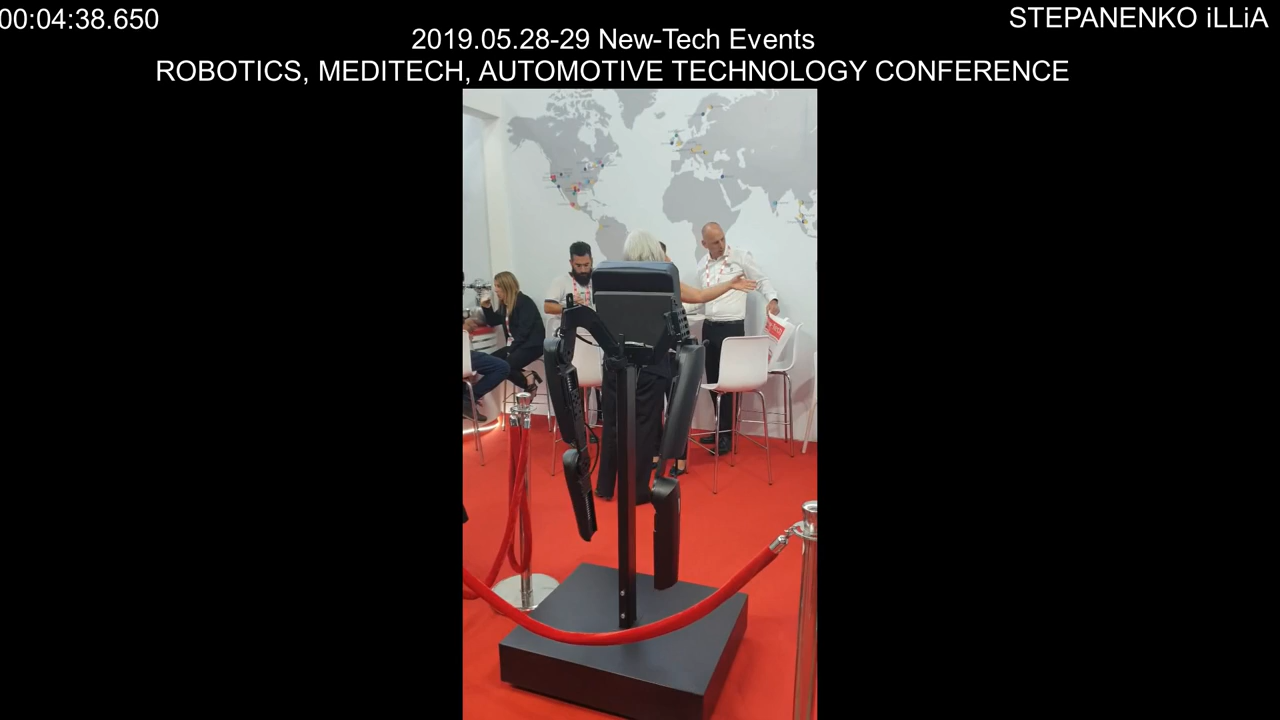 00:04:38.650
STEPANENKO iLLiA
2019.05.28-29 New-Tech Events
ROBOTICS, MEDITECH, AUTOMOTIVE TECHNOLOGY CONFERENCE